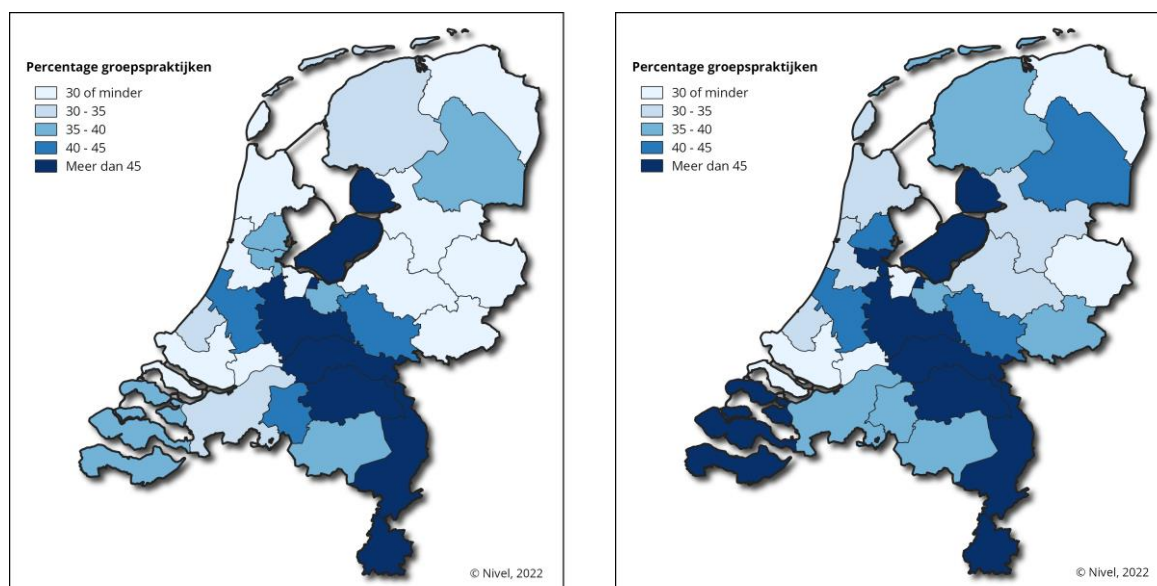 Percentage groepspraktijken
30 of minder
30 - 35
35 - 40
40 - 45
Meer dan 45
© Nivel, 2022
Percentage groepspraktijken
30 of minder
30 - 35
35 - 40
40 - 45
Meer dan 45
© Nivel, 2022